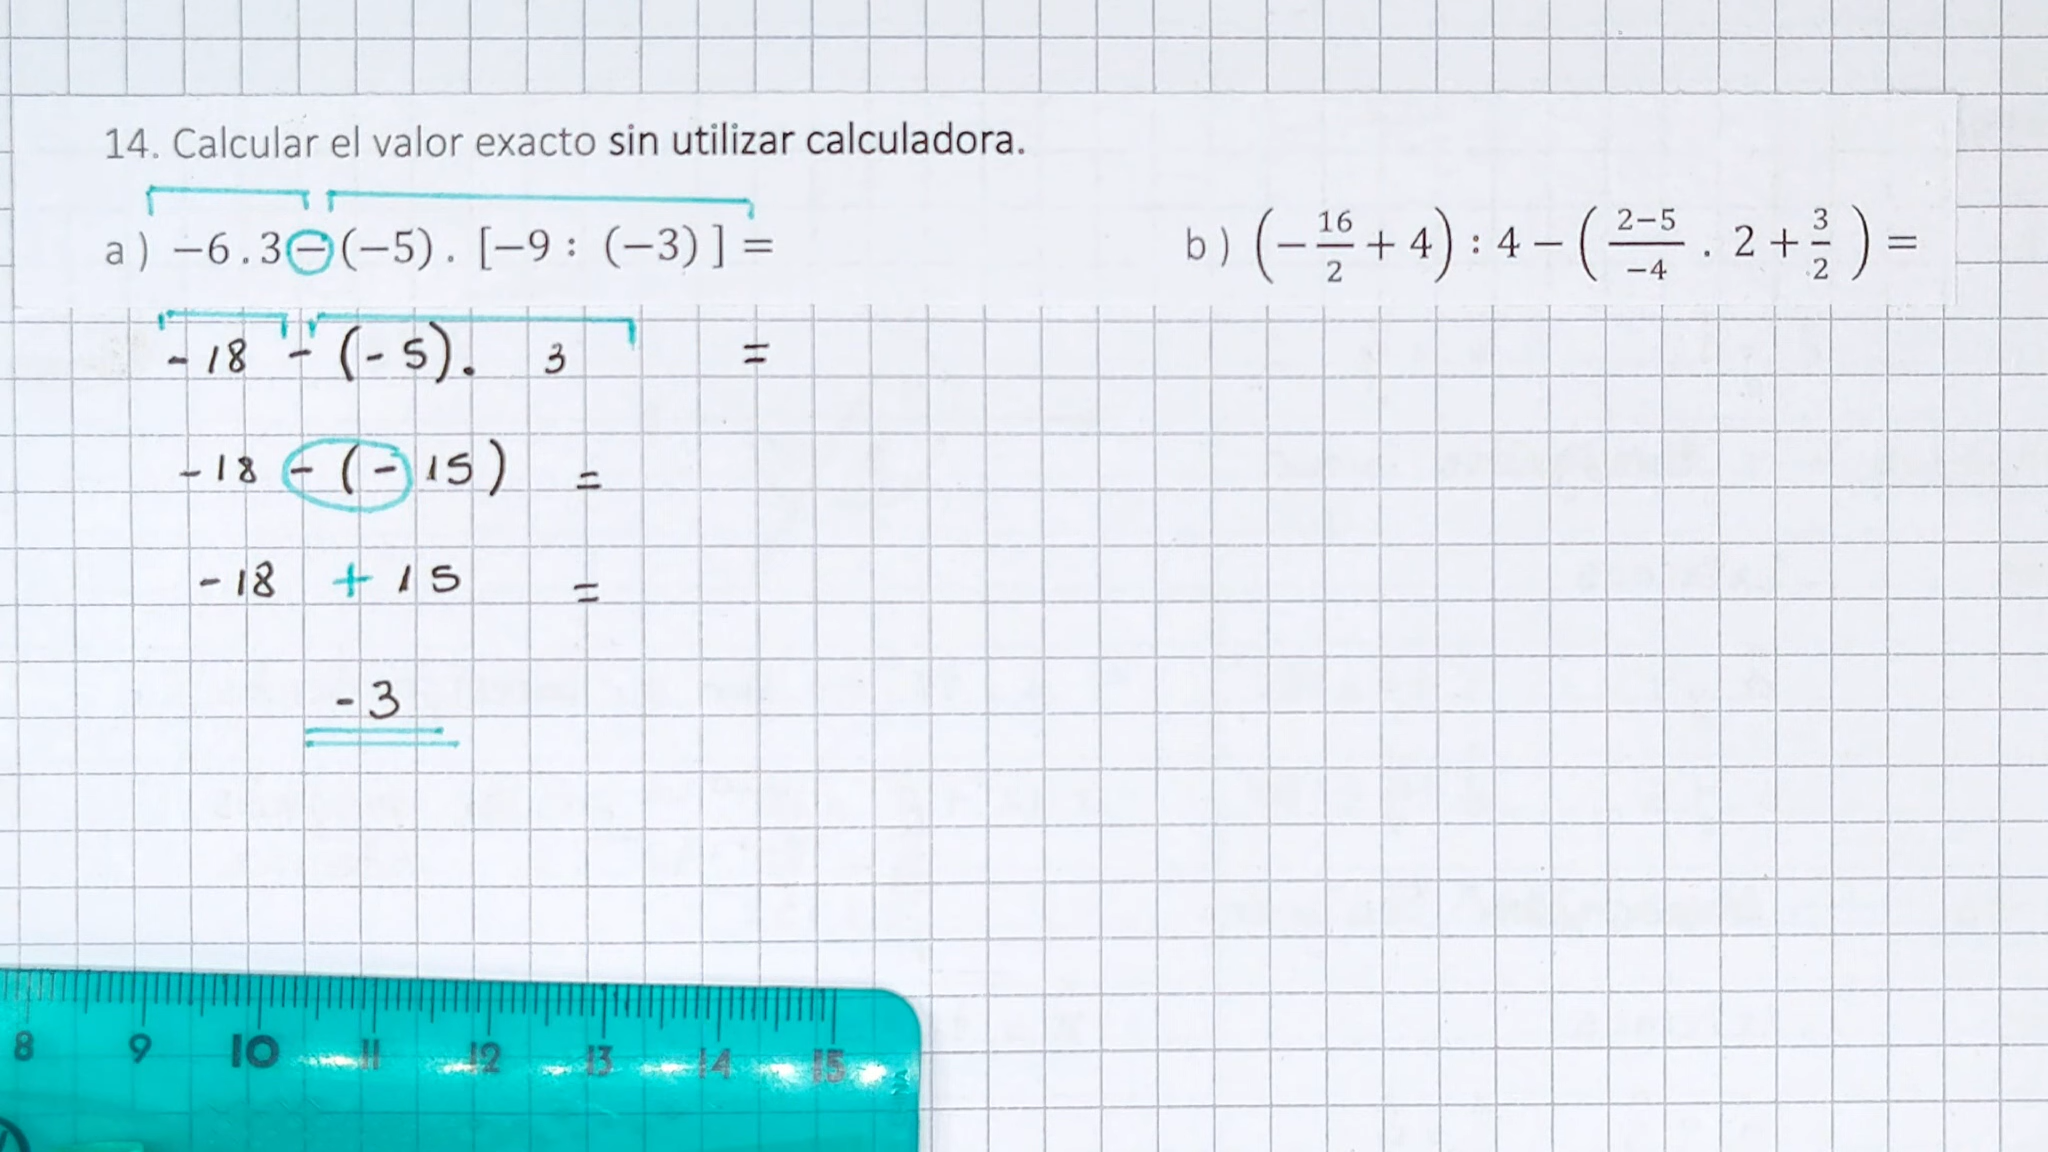 14. Calcular el valor exacto sin utilizar calculadora.
a) −6 . 3 − (−5) . [−9 : (−3) ] =
b) (− 16/2 + 4) : 4 − ( 2−5/−4 . 2 + 3/2 ) =
- 18 - (- 5). 3 =
- 18 - (- 15) =
- 18 + 15 =
- 3
8 9 10 11 12 13 14 15